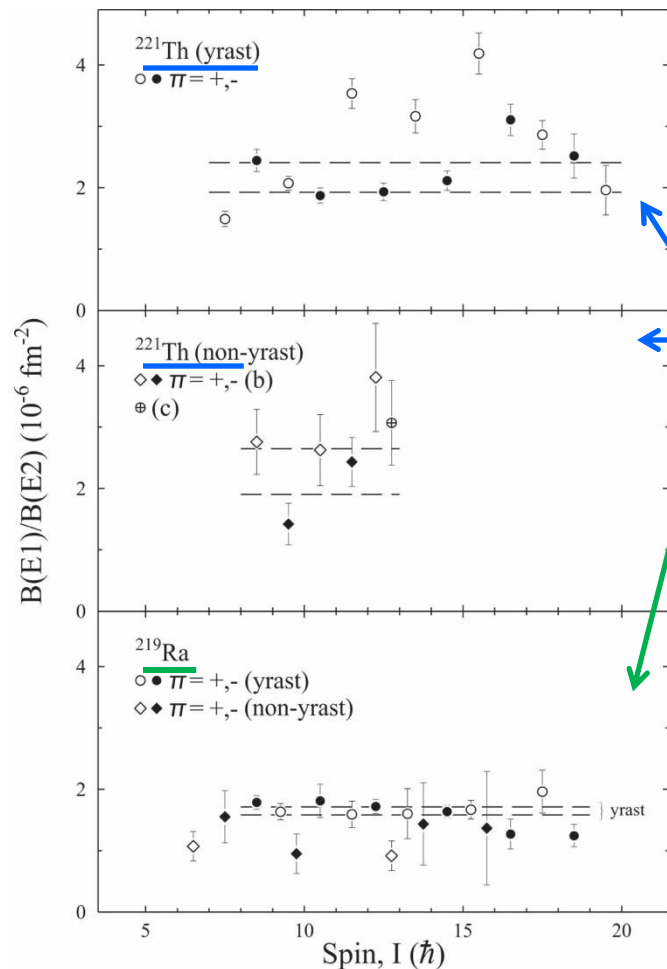 B(E1)/B(E2) (10⁻⁶ fm⁻²)
²²¹Th (yrast)
○ ● π = +,-
4
2
0
²²¹Th (non-yrast)
◇ ◆ π = +,- (b)
⊕ (c)
4
2
0
²¹⁹Ra
○ ● π = +,- (yrast)
◇ ◆ π = +,- (non-yrast)
4
2
0
} yrast
5 10 15 20
Spin, I (ℏ)